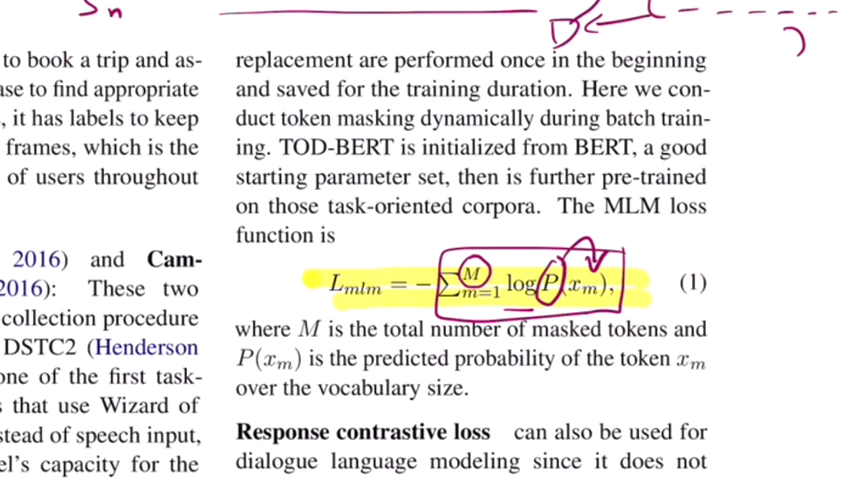 Sn
to book a trip and as-
ase to find appropriate
, it has labels to keep
frames, which is the
of users throughout
2016) and Cam-
2016): These two
collection procedure
DSTC2 (Henderson
one of the first task-
s that use Wizard of
stead of speech input,
el's capacity for the
replacement are performed once in the beginning
and saved for the training duration. Here we con-
duct token masking dynamically during batch train-
ing. TOD-BERT is initialized from BERT, a good
starting parameter set, then is further pre-trained
on those task-oriented corpora. The MLM loss
function is
L_mlm = −∑_{m=1}^{M} log P(x_m), (1)
where M is the total number of masked tokens and
P(x_m) is the predicted probability of the token x_m
over the vocabulary size.
Response contrastive loss can also be used for
dialogue language modeling since it does not